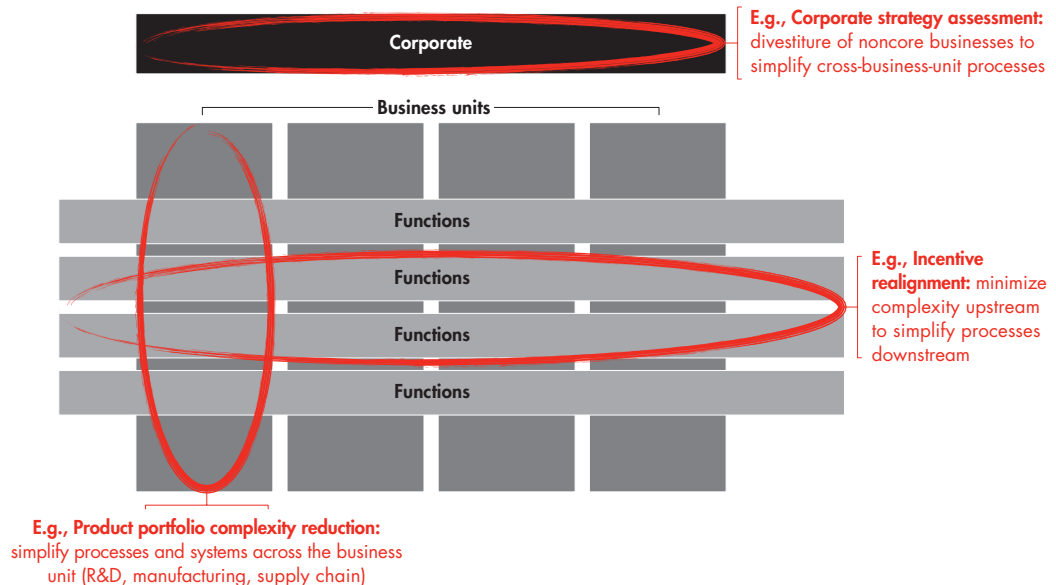 Corporate
E.g., Corporate strategy assessment:
divestiture of noncore businesses to
simplify cross-business-unit processes
Business units
Functions
Functions
Functions
Functions
E.g., Incentive
realignment: minimize
complexity upstream
to simplify processes
downstream
E.g., Product portfolio complexity reduction:
simplify processes and systems across the business
unit (R&D, manufacturing, supply chain)